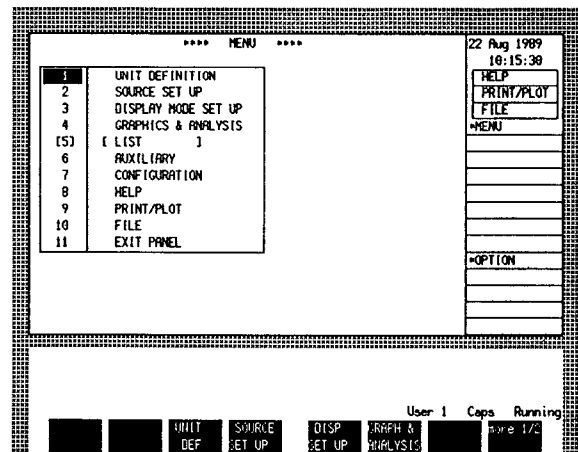 **** MENU ****
22 Aug 1989
10:15:30
1 UNIT DEFINITION
2 SOURCE SET UP
3 DISPLAY MODE SET UP
4 GRAPHICS & ANALYSIS
[5] [ LIST ]
6 AUXILIARY
7 CONFIGURATION
8 HELP
9 PRINT/PLOT
10 FILE
11 EXIT PANEL
HELP
PRINT/PLOT
FILE
*MENU
*OPTION
User 1 Caps Running
UNIT DEF
SOURCE SET UP
DISP SET UP
GRAPH & ANALYSIS
more 1/2